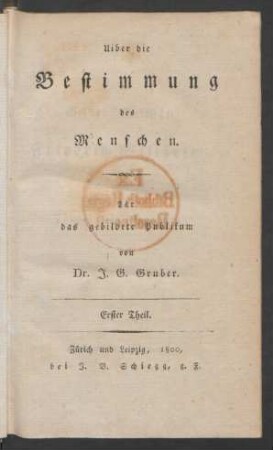 Uiber die
Bestimmung
des
Menschen.
Für
das gebildete Publikum
von
Dr. J. G. Gruber.
Erster Theil.
Zürich und Leipzig, 1800,
bei J. B. Schiegg, z. F.